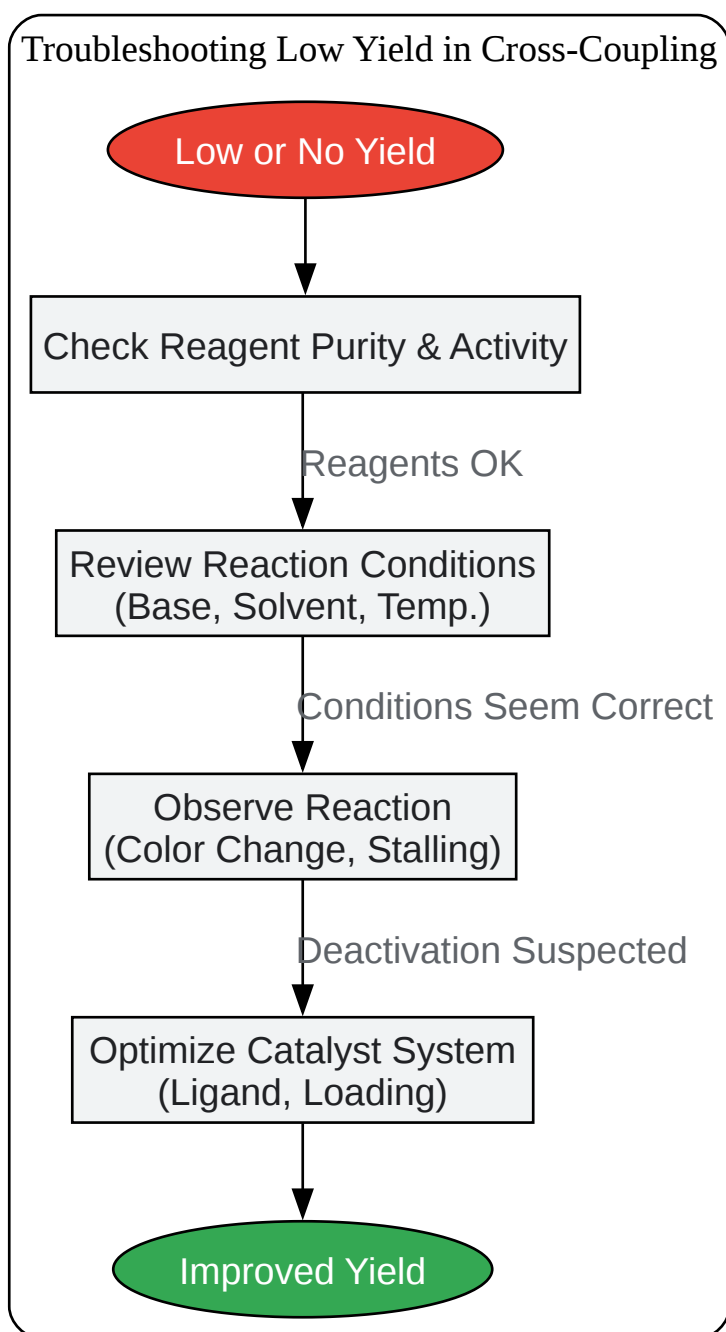 Troubleshooting Low Yield in Cross-Coupling
Low or No Yield
Check Reagent Purity & Activity
Reagents OK
Review Reaction Conditions
(Base, Solvent, Temp.)
Conditions Seem Correct
Observe Reaction
(Color Change, Stalling)
Deactivation Suspected
Optimize Catalyst System
(Ligand, Loading)
Improved Yield